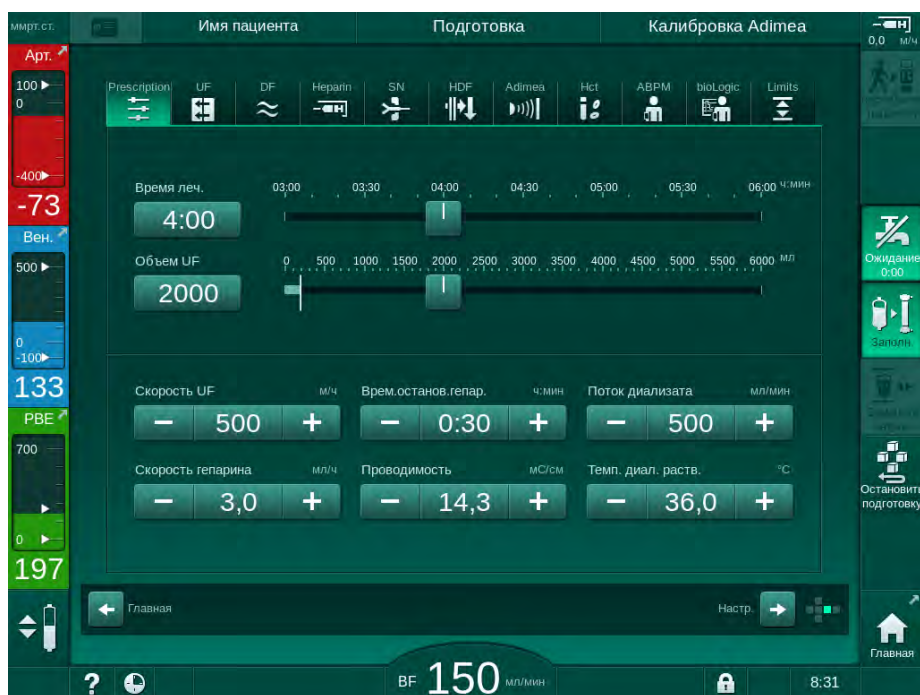 ммрт.ст.
Имя пациента
Подготовка
Калибровка Adimea
0,0 м/ч
Арт.
100
0
-400
-73
Вен.
500
0
-100
133
PBE
700
0
197
Prescription
UF
DF
Heparin
SN
HDF
Adimea
Hct
ABPM
bioLogic
Limits
Время леч.
03:00 03:30 04:00 04:30 05:00 05:30 06:00 ч:мин
4:00
Объем UF
0 500 1000 1500 2000 2500 3000 3500 4000 4500 5000 5500 6000 мл
2000
Скорость UF м/ч
− 500 +
Врем.останов.гепар. ч:мин
− 0:30 +
Поток диализата мл/мин
− 500 +
Скорость гепарина мл/ч
− 3,0 +
Проводимость мС/см
− 14,3 +
Темп. диал. раств. °C
− 36,0 +
Главная
Настр.
Ожидание
0:00
Заполн.
Остановить
подготовку
Главная
?
BF 150 мл/мин
8:31